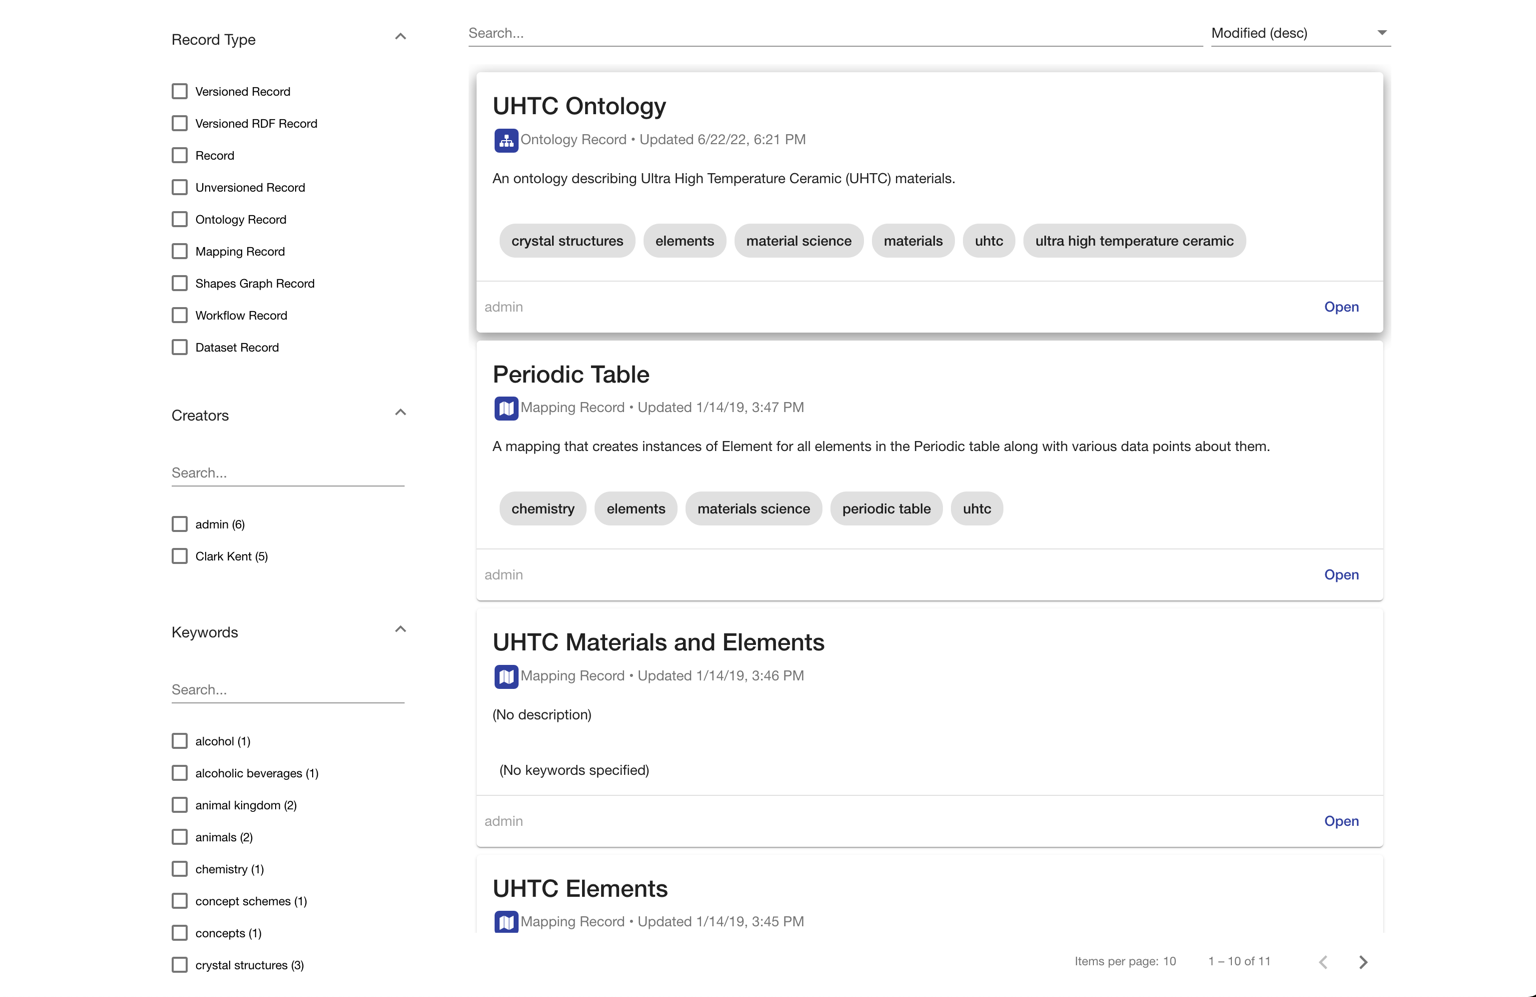 Record Type
Versioned Record
Versioned RDF Record
Record
Unversioned Record
Ontology Record
Mapping Record
Shapes Graph Record
Workflow Record
Dataset Record
Creators
Search...
admin (6)
Clark Kent (5)
Keywords
Search...
alcohol (1)
alcoholic beverages (1)
animal kingdom (2)
animals (2)
chemistry (1)
concept schemes (1)
concepts (1)
crystal structures (3)
Search... Modified (desc)
UHTC Ontology
Ontology Record • Updated 6/22/22, 6:21 PM
An ontology describing Ultra High Temperature Ceramic (UHTC) materials.
crystal structures elements material science materials uhtc ultra high temperature ceramic
admin Open
Periodic Table
Mapping Record • Updated 1/14/19, 3:47 PM
A mapping that creates instances of Element for all elements in the Periodic table along with various data points about them.
chemistry elements materials science periodic table uhtc
admin Open
UHTC Materials and Elements
Mapping Record • Updated 1/14/19, 3:46 PM
(No description)
(No keywords specified)
admin Open
UHTC Elements
Mapping Record • Updated 1/14/19, 3:45 PM
Items per page: 10 1 – 10 of 11